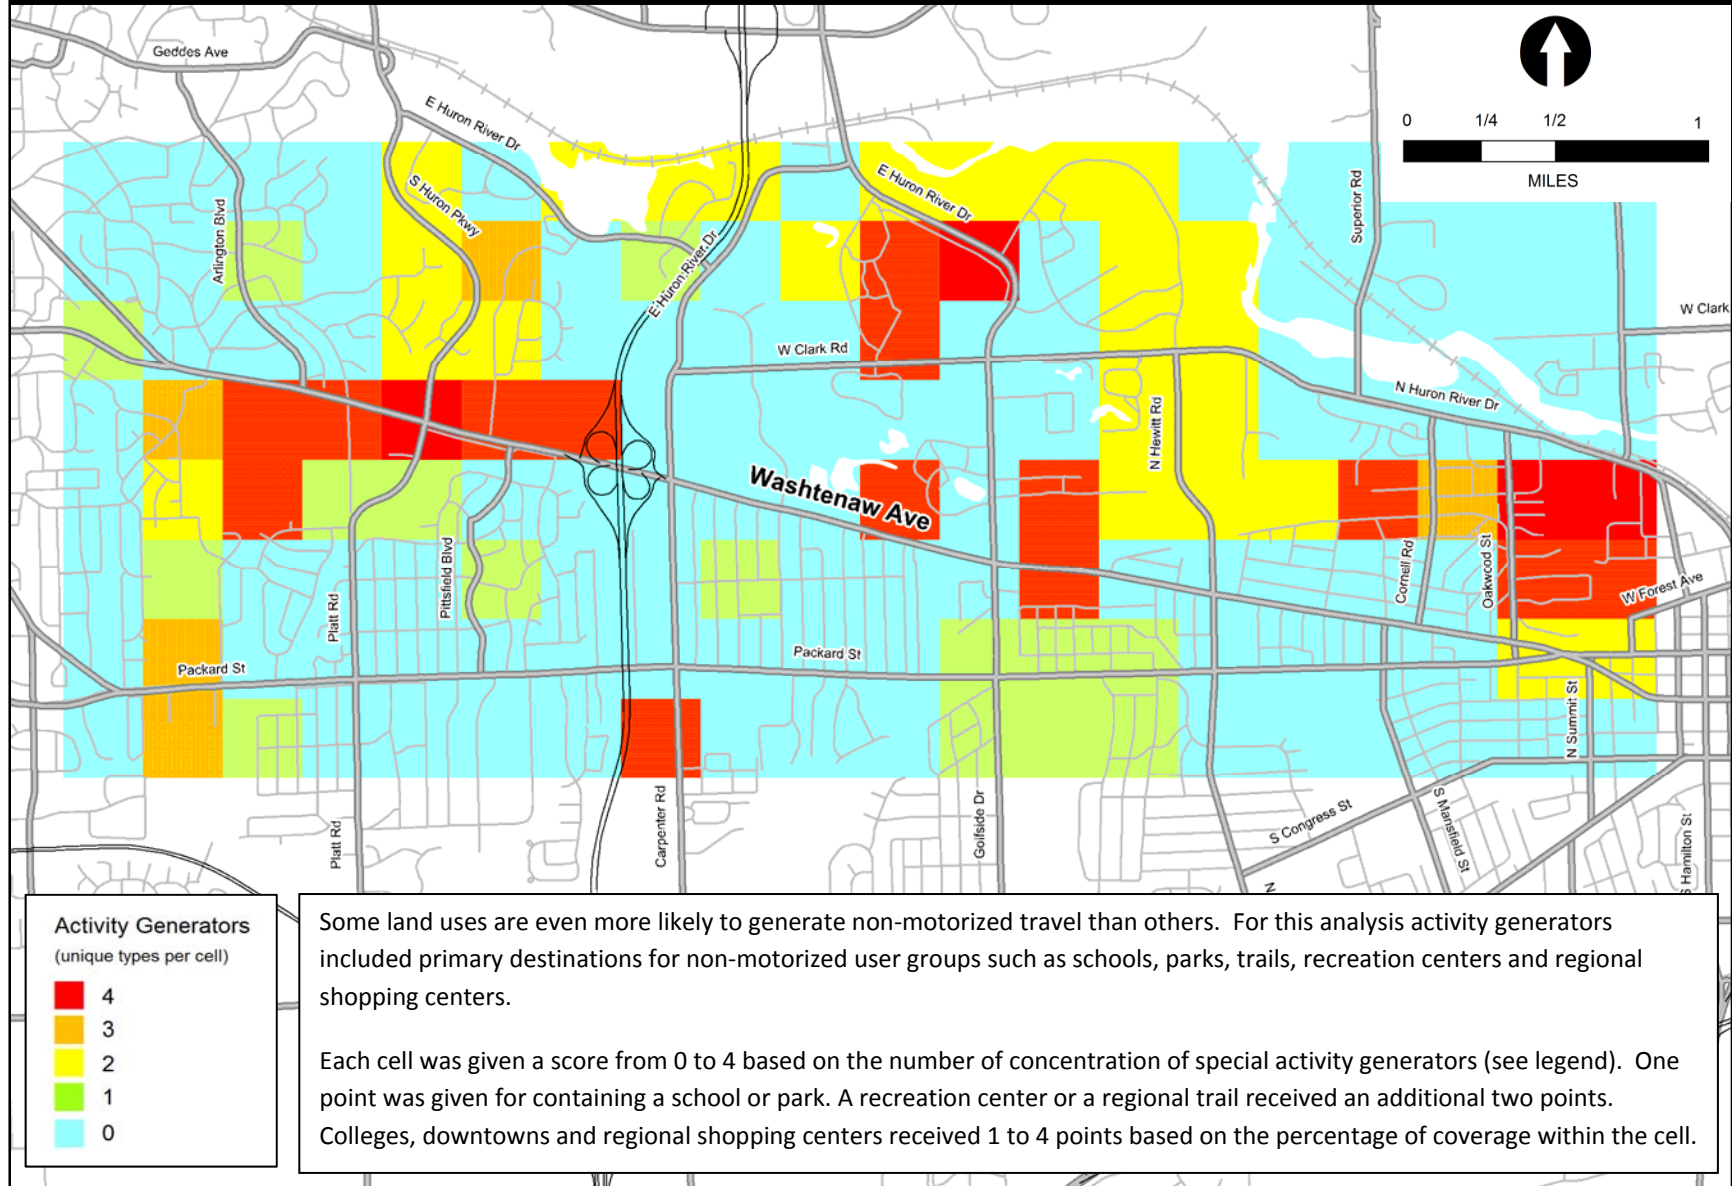 Geddes Ave
0 1/4 1/2 1
MILES
E Huron River Dr
S Huron Pkwy
Arlington Blvd
E Huron River Dr
E Huron River Dr
Superior Rd
W Clark
W Clark Rd
N Huron River Dr
N Hewitt Rd
Washtenaw Ave
Pittsfield Blvd
Platt Rd
Cornell Rd
Oakwood St
W Forest Ave
Packard St
Packard St
N Summit St
Platt Rd
Carpenter Rd
Golfside Dr
S Congress St
S Mansfield St
S Hamilton St
N
Activity Generators
(unique types per cell)
4
3
2
1
0
Some land uses are even more likely to generate non-motorized travel than others. For this analysis activity generators
included primary destinations for non-motorized user groups such as schools, parks, trails, recreation centers and regional
shopping centers.
Each cell was given a score from 0 to 4 based on the number of concentration of special activity generators (see legend). One
point was given for containing a school or park. A recreation center or a regional trail received an additional two points.
Colleges, downtowns and regional shopping centers received 1 to 4 points based on the percentage of coverage within the cell.